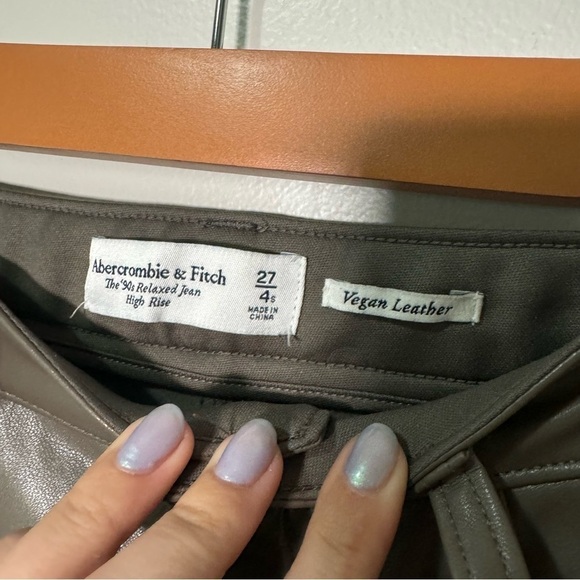 Abercrombie & Fitch
The '90s Relaxed Jean
High Rise
27
4s
MADE IN
CHINA
Vegan Leather